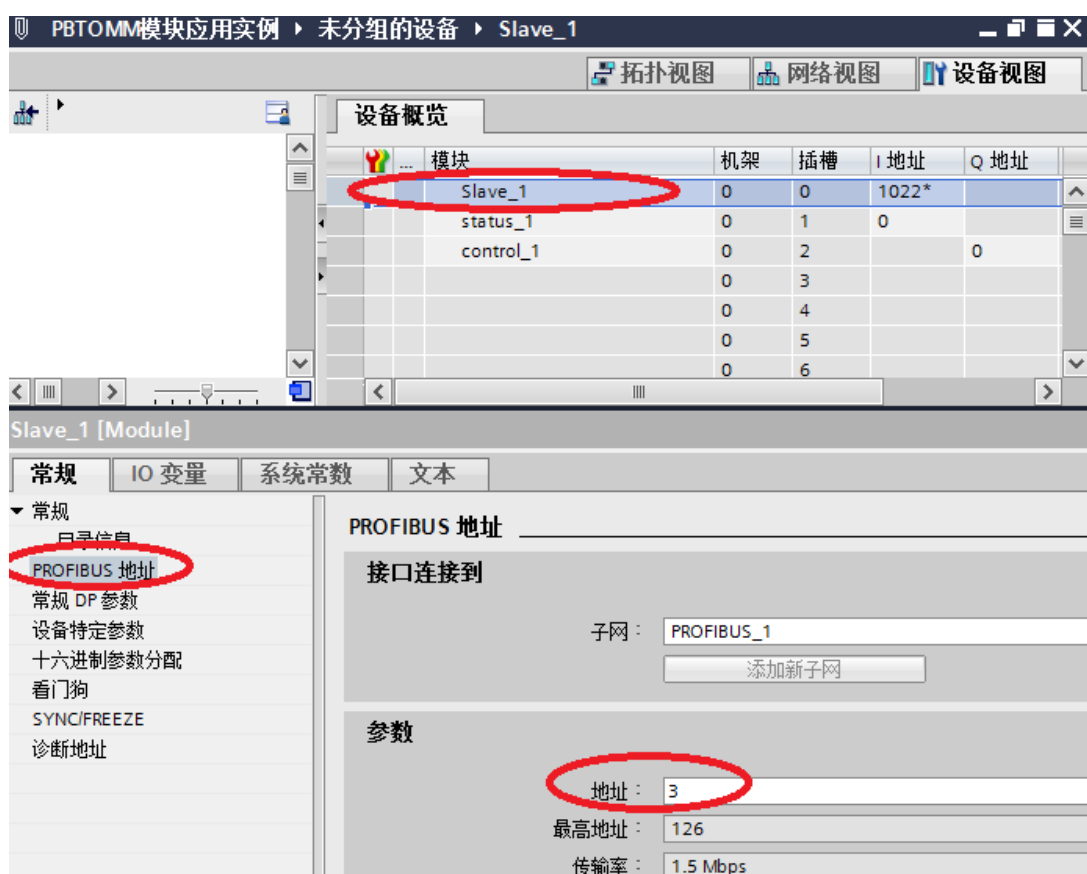 PBTOMM模块应用实例 ▸ 未分组的设备 ▸ Slave_1
拓扑视图 网络视图 设备视图
设备概览
... 模块 机架 插槽 I 地址 Q 地址
Slave_1 0 0 1022*
status_1 0 1 0
control_1 0 2 0
0 3
0 4
0 5
0 6
Slave_1 [Module]
常规 IO 变量 系统常数 文本
常规
目录信息
PROFIBUS 地址
常规 DP 参数
设备特定参数
十六进制参数分配
看门狗
SYNC/FREEZE
诊断地址
PROFIBUS 地址
接口连接到
子网： PROFIBUS_1
添加新子网
参数
地址： 3
最高地址： 126
传输率： 1.5 Mbps